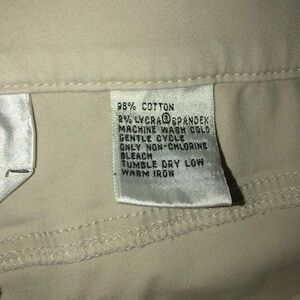 98% COTTON
2% LYCRA® SPANDEX
MACHINE WASH COLD
GENTLE CYCLE
ONLY NON-CHLORINE
BLEACH
TUMBLE DRY LOW
WARM IRON